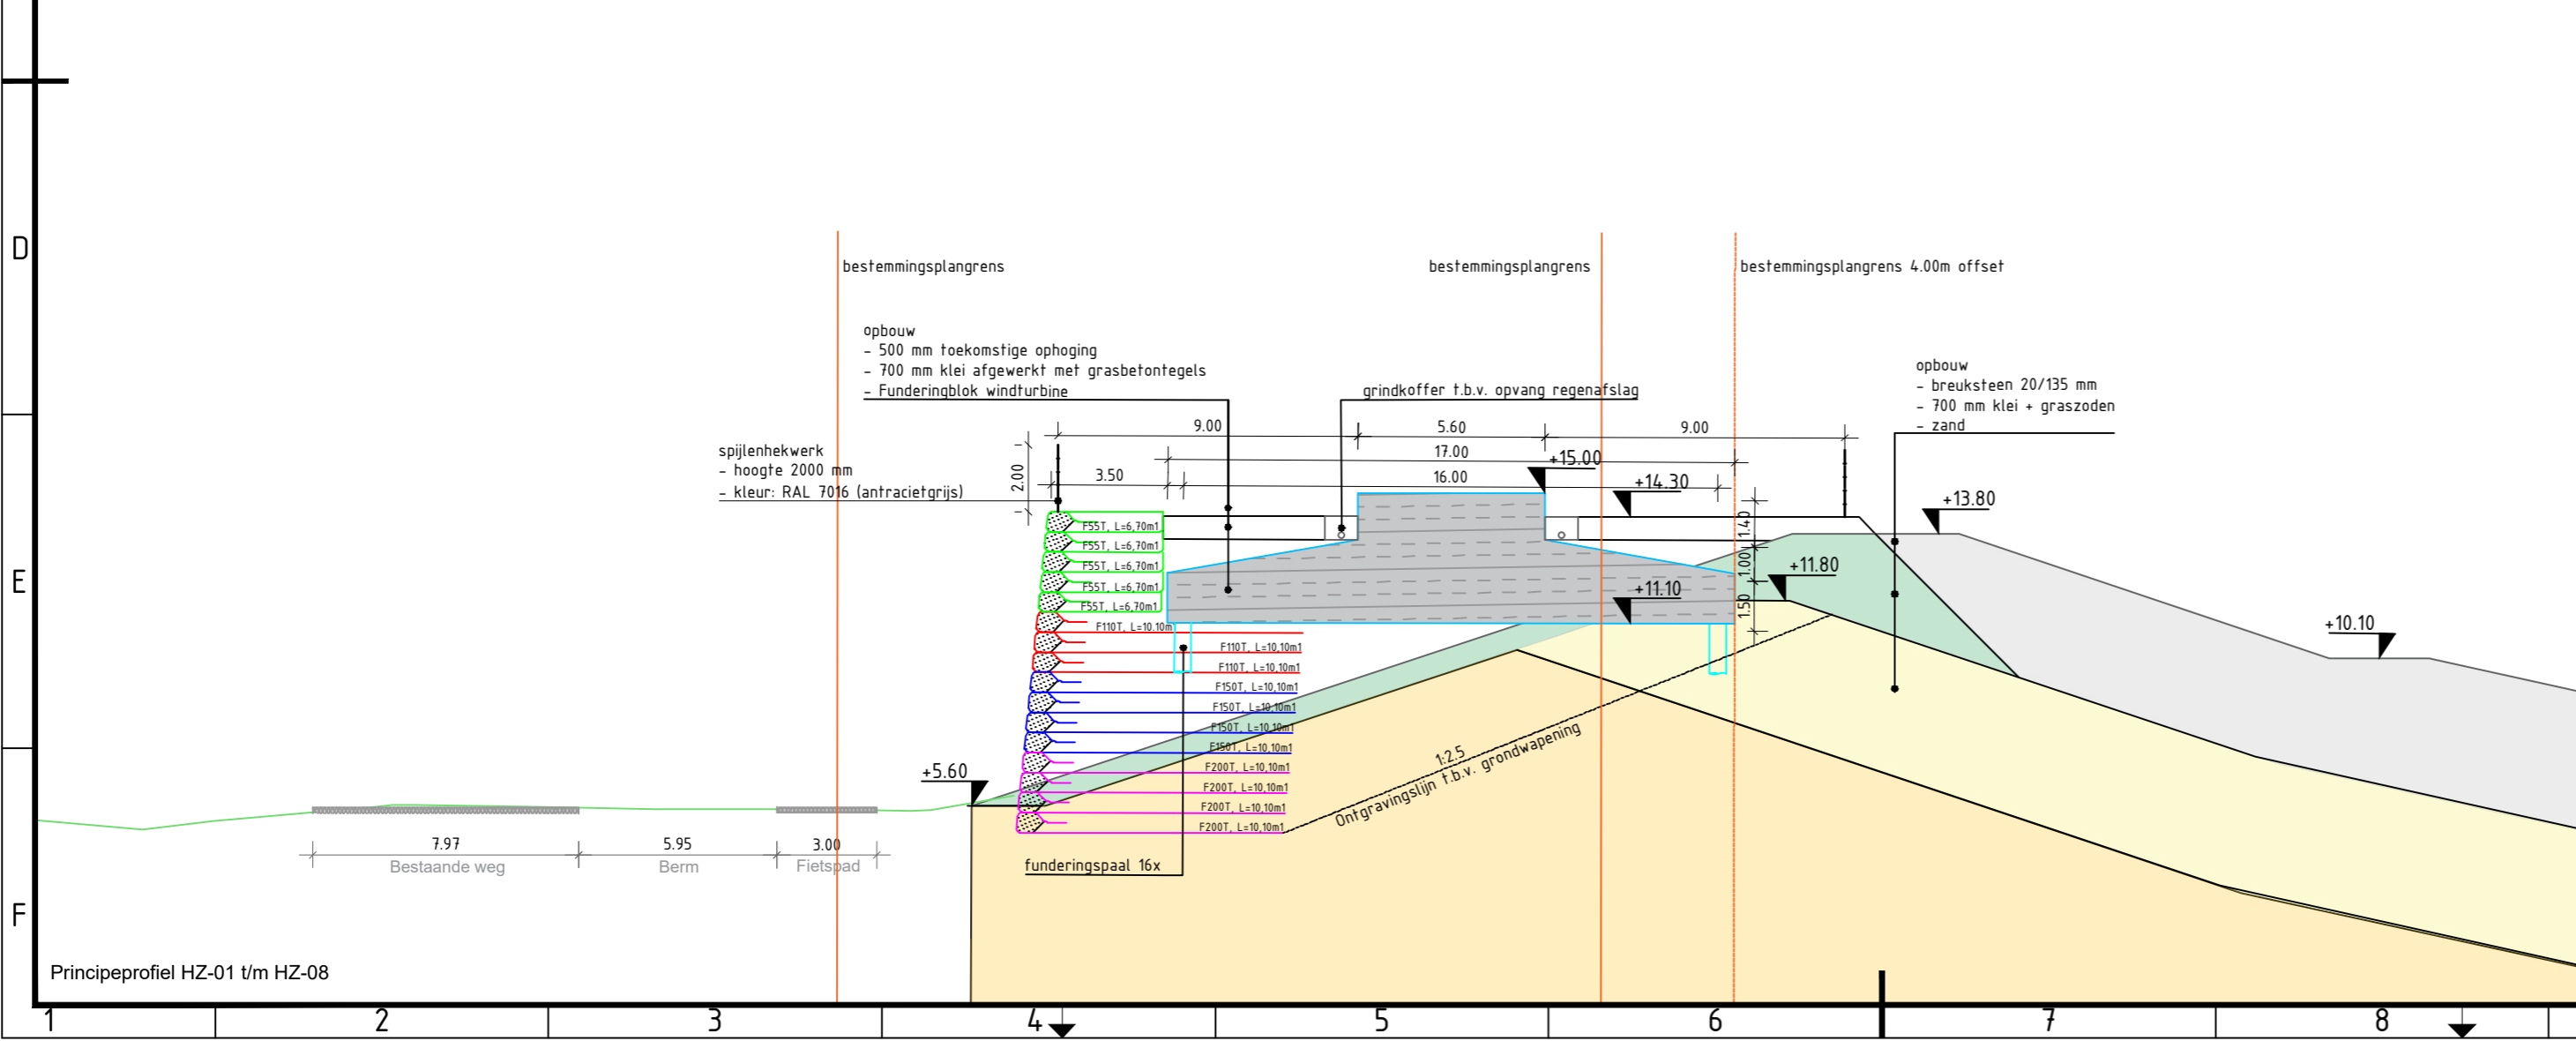 D
bestemmingsplangrens
bestemmingsplangrens
bestemmingsplangrens 4.00m offset
opbouw
- 500 mm toekomstige ophoging
- 700 mm klei afgewerkt met grasbetontegels
- Funderingblok windturbine
grindkoffer t.b.v. opvang regenafslag
opbouw
- breuksteen 20/135 mm
- 700 mm klei + graszoden
- zand
spijlenhekwerk
- hoogte 2000 mm
- kleur: RAL 7016 (antracietgrijs)
2.00
9.00
5.60
9.00
17.00
3.50
16.00
+15.00
+14.30
+13.80
+11.80
+11.10
+10.10
1.40
1.00
1.50
E
F55T, L=6,70m1
F55T, L=6,70m1
F55T, L=6,70m1
F55T, L=6,70m1
F55T, L=6,70m1
F110T, L=10.10m
F110T, L=10,10m1
F110T, L=10,10m1
F150T, L=10,10m1
F150T, L=10,10m1
F150T, L=10,10m1
F150T, L=10,10m1
F200T, L=10,10m1
F200T, L=10,10m1
F200T, L=10,10m1
F200T, L=10,10m1
1:2.5
Ontgravingslijn t.b.v. grondwapening
+5.60
7.97
5.95
3.00
Bestaande weg
Berm
Fietspad
funderingspaal 16x
F
Principeprofiel HZ-01 t/m HZ-08
1
2
3
4
5
6
7
8